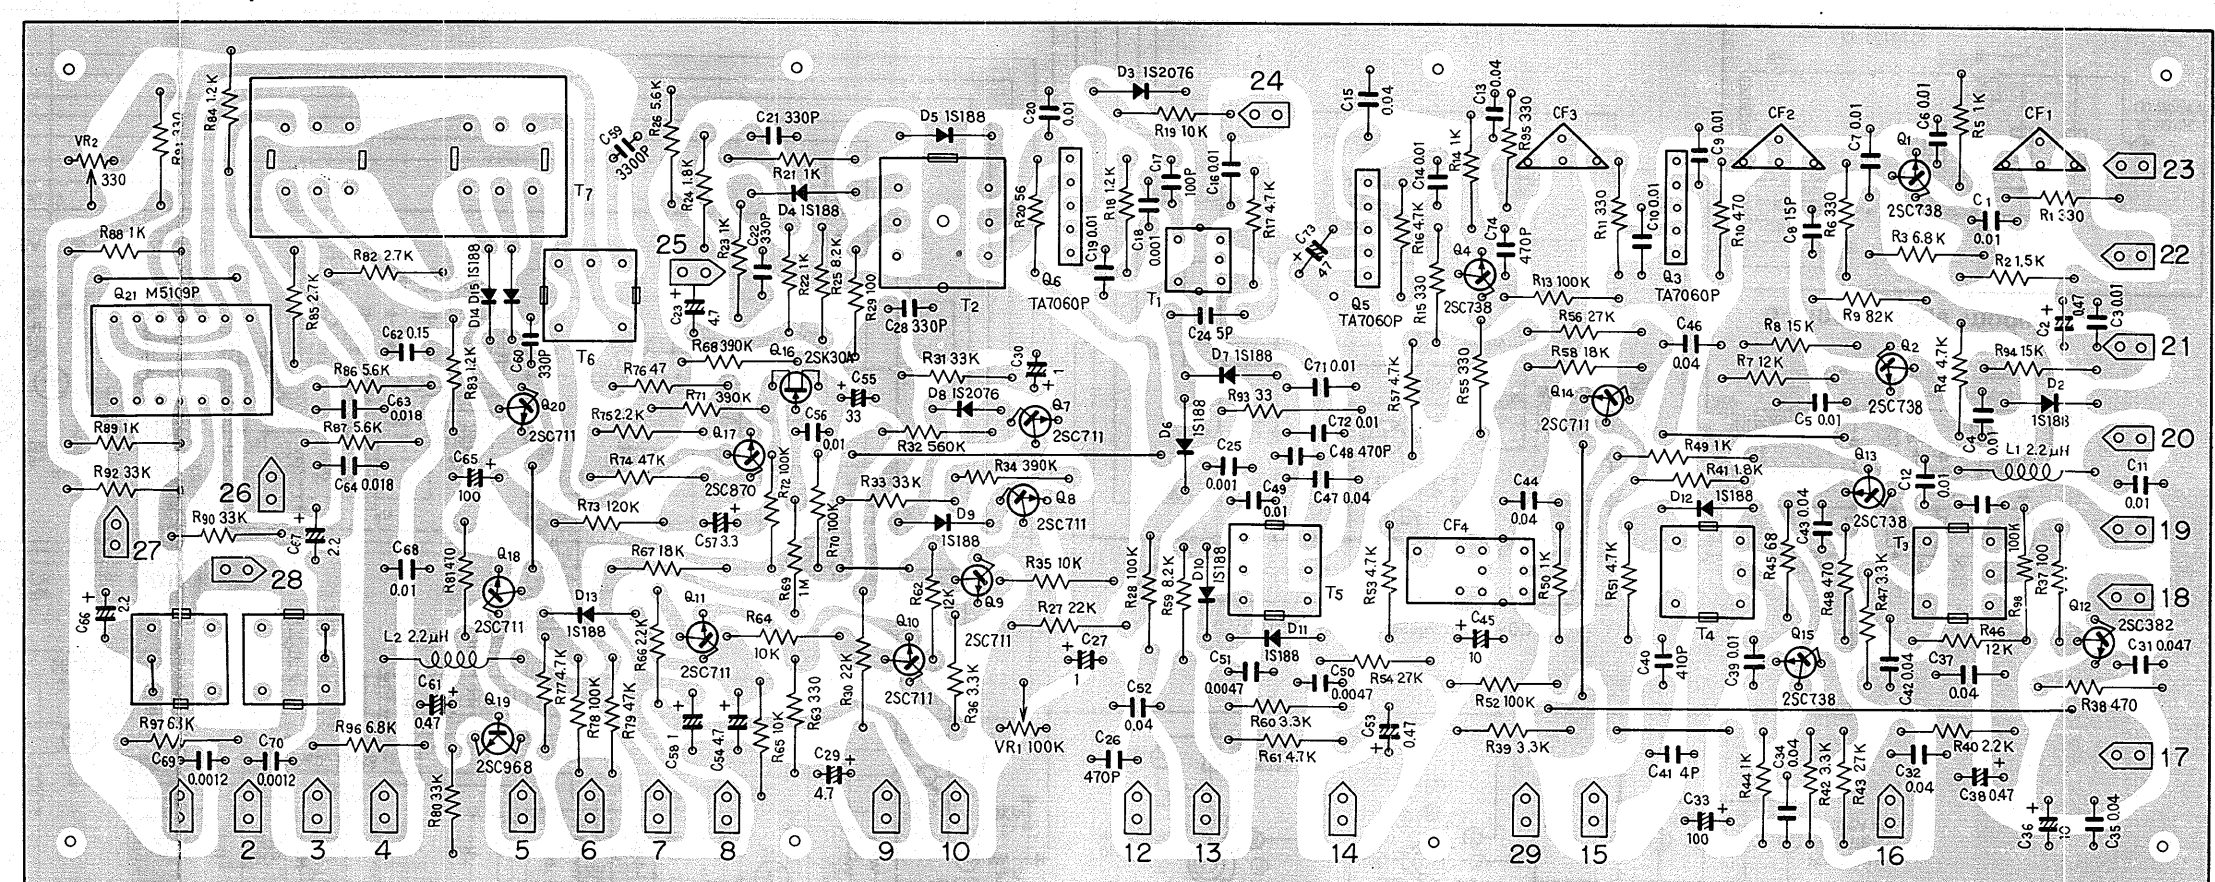 D3 1S2076
24
R84 1.2K
C59 3300P
R26 5.6K
C21 330P
D5 1S188
C20 0.01
R19 10K
C15 0.04
C13 0.04
R95 330
R14 1K
CF3
C9 0.01
CF2
C7 0.01
C6 0.01
R5 1K
CF1
Q1
2SC738
23
VR2
330
T7
R24 1.8K
R21 1K
D4 1S188
R20 56
R18 1.2K
C17 100P
C16 0.01
R17 4.7K
C18 0.001
C19 0.01
C14 0.01
R16 4.7K
C73 47
C74 470P
R11 330
C10 0.01
R10 470
C8 15P
R6 330
R1 330
C1 0.01
R3 6.8K
22
R88 1K
R82 2.7K
25
R23 1K
C22 330P
R22 1K
R25 8.2K
R29 100
T2
Q6
TA7060P
T1
Q5
TA7060P
R15 330
Q4
2SC738
R13 100K
Q3
TA7060P
R2 1.5K
Q21 M5109P
R85 2.7K
D14
D15 1S188
C60 330P
T6
C23 4.7
C28 330P
C24 5P
R56 27K
C46 0.04
R8 15K
R9 82K
C2 0.47
C3 0.01
21
C62 0.15
R83 1.2K
R68 390K
Q16 2SK30A
R31 33K
C30 1
D7 1S188
C71 0.01
R57 4.7K
R55 330
R58 18K
R7 12K
Q2
2SC738
R4 4.7K
R94 15K
D2
R86 5.6K
C63 0.018
R76 47
R71 390K
C55 33
D8 1S2076
Q7
2SC711
R93 33
Q14
2SC711
C5 0.01
C4 0.01
Q20
2SC711
R89 1K
R87 5.6K
R75 2.2K
Q17
2SC870
C56 0.01
R32 560K
D6 1S188
C72 0.01
R49 1K
20
L1 2.2μH
R92 33K
26
C64 0.018
C65 100
R74 47K
R72 100K
R70 100K
R34 390K
R33 33K
Q8
2SC711
C25 0.001
C48 470P
C47 0.04
C49 0.01
C44 0.04
R41 1.8K
D12 1S188
Q13
2SC738
C12 0.01
C11 0.01
27
R90 33K
C67 2.2
R73 120K
C57 3.3
D9
1S188
CF4
R51 4.7K
C43 0.04
T3
100K
R98
R37 100
19
28
C68 0.01
R81 410
Q18
2SC711
R67 18K
R69 1M
R62 12K
Q9
2SC711
R35 10K
R28 100K
R59 8.2K
D10 1S188
T5
R53 4.7K
R50 1K
T4
R45 68
R48 470
R47 3.3K
18
C66 2.2
D13
1S188
R66 2.2K
Q11
2SC711
R64
10K
R30 22K
Q10
2SC711
R27 22K
C27 1
D11
1S188
C45 10
Q12
2SC382
R46
12K
L2 2.2μH
R77 4.7K
R78 100K
R79 47K
R36 3.3K
C51 0.0047
C50 0.0047
R54 27K
C40 410P
C39 0.01
Q15
2SC738
C42 0.04
C37
0.04
C31 0.047
C61 0.47
C58 1
C54 4.7
R65 10K
R63 330
VR1 100K
C52
0.04
R60 3.3K
C53 0.47
R52 100K
R38 470
R97
R96 6.8K
Q19
2SC968
C29
4.7
C26
470P
R61 4.7K
R39 3.3K
C41 4P
R44 1K
C34 0.04
R42 3.3K
R43 27K
R40 2.2K
C32
0.04
C38 0.47
17
C69
0.0012
C70
0.0012
R80 33K
C33
100
C36 10
C35 0.04
2 3 4 5 6 7 8 9 10 12 13 14 29 15 16